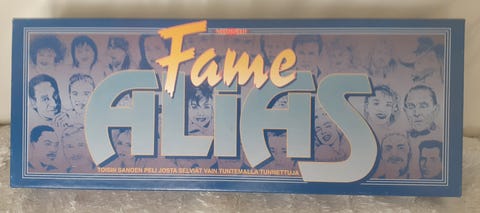 Fame
ALIAS
TOISIN SANOEN PELI JOSTA SELVIÄT VAIN TUNTEMALLA TUNNETTUJA